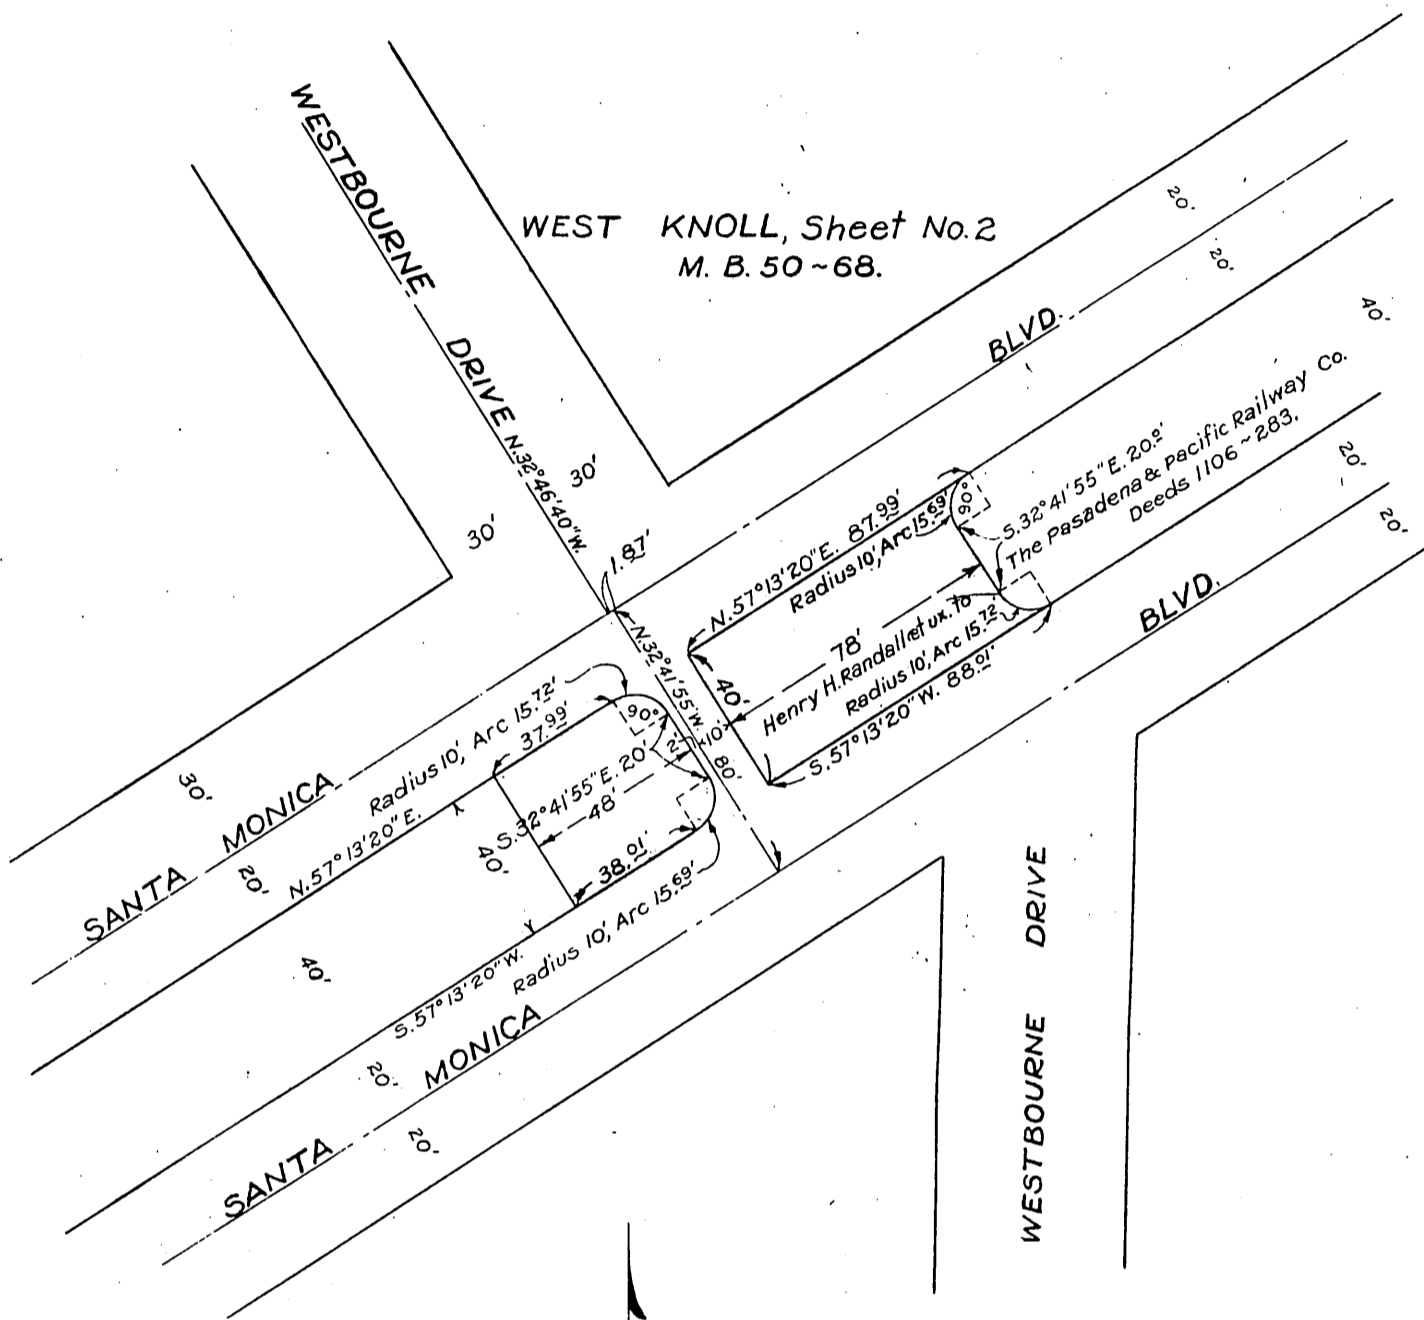 WESTBOURNE DRIVE
N.32°46'40"W.
WEST KNOLL, Sheet No.2
M. B. 50~68.
20'
20'
40'
BLVD.
30'
30'
1.87'
N.57°13'20"E. 87.99'
Radius 10', Arc 15.69'
90°
S.32°41'55"E. 20.0'
The Pasadena & Pacific Railway Co.
Deeds 1106~283.
20'
20'
BLVD.
78'
Henry H. Randall et ux. to
Radius 10', Arc 15.72'
S.57°13'20"W. 88.01'
40'
10'
N.32°41'55"W.
80'
Radius 10', Arc 15.72'
37.99'
90°
2'
S.32°41'55"E. 20'
48'
40'
38.01'
Radius 10', Arc 15.69'
30'
SANTA MONICA
20'
N.57°13'20"E.
40'
S.57°13'20"W.
20'
SANTA MONICA
20'
WESTBOURNE DRIVE